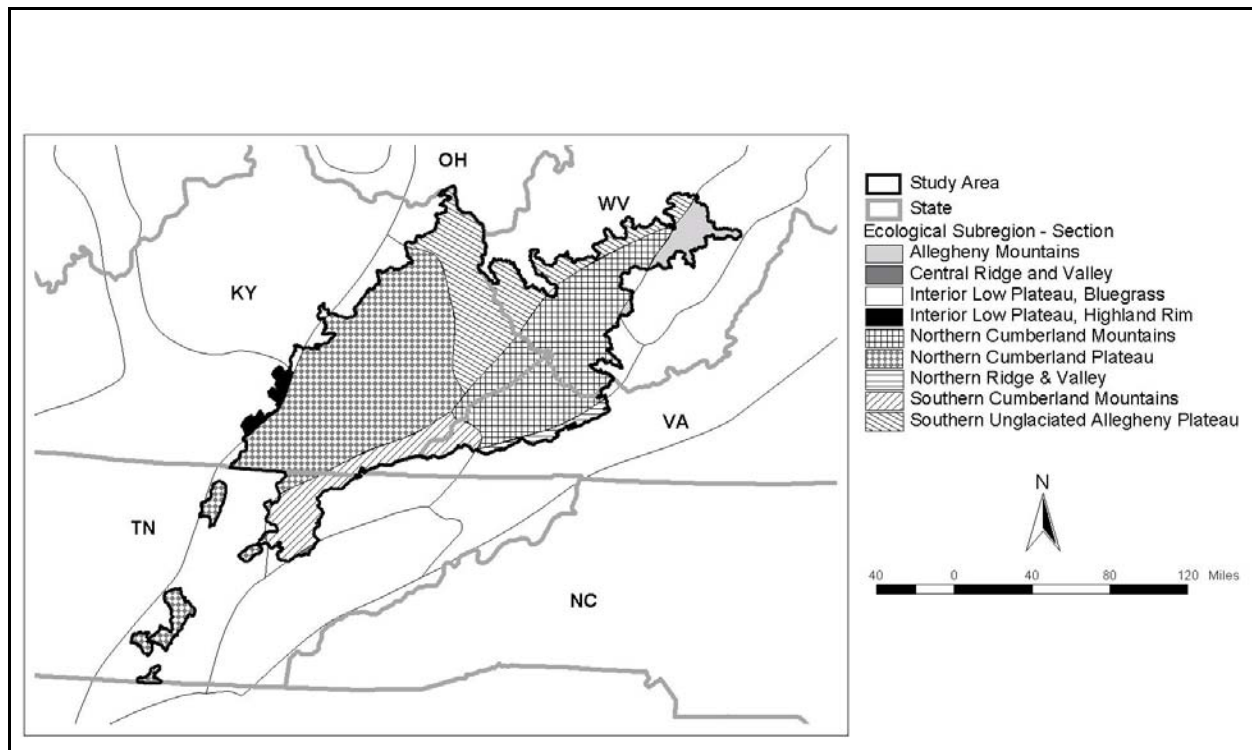 OH
WV
KY
VA
TN
NC
Study Area
State
Ecological Subregion - Section
Allegheny Mountains
Central Ridge and Valley
Interior Low Plateau, Bluegrass
Interior Low Plateau, Highland Rim
Northern Cumberland Mountains
Northern Cumberland Plateau
Northern Ridge & Valley
Southern Cumberland Mountains
Southern Unglaciated Allegheny Plateau
N
40 0 40 80 120 Miles